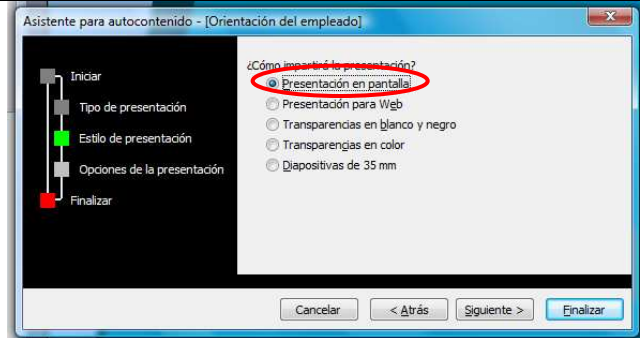 Asistente para autocontenido - [Orientación del empleado]
Iniciar
Tipo de presentación
Estilo de presentación
Opciones de la presentación
Finalizar
¿Cómo impartirá la presentación?
Presentación en pantalla
Presentación para Web
Transparencias en blanco y negro
Transparencias en color
Diapositivas de 35 mm
Cancelar
< Atrás
Siguiente >
Finalizar